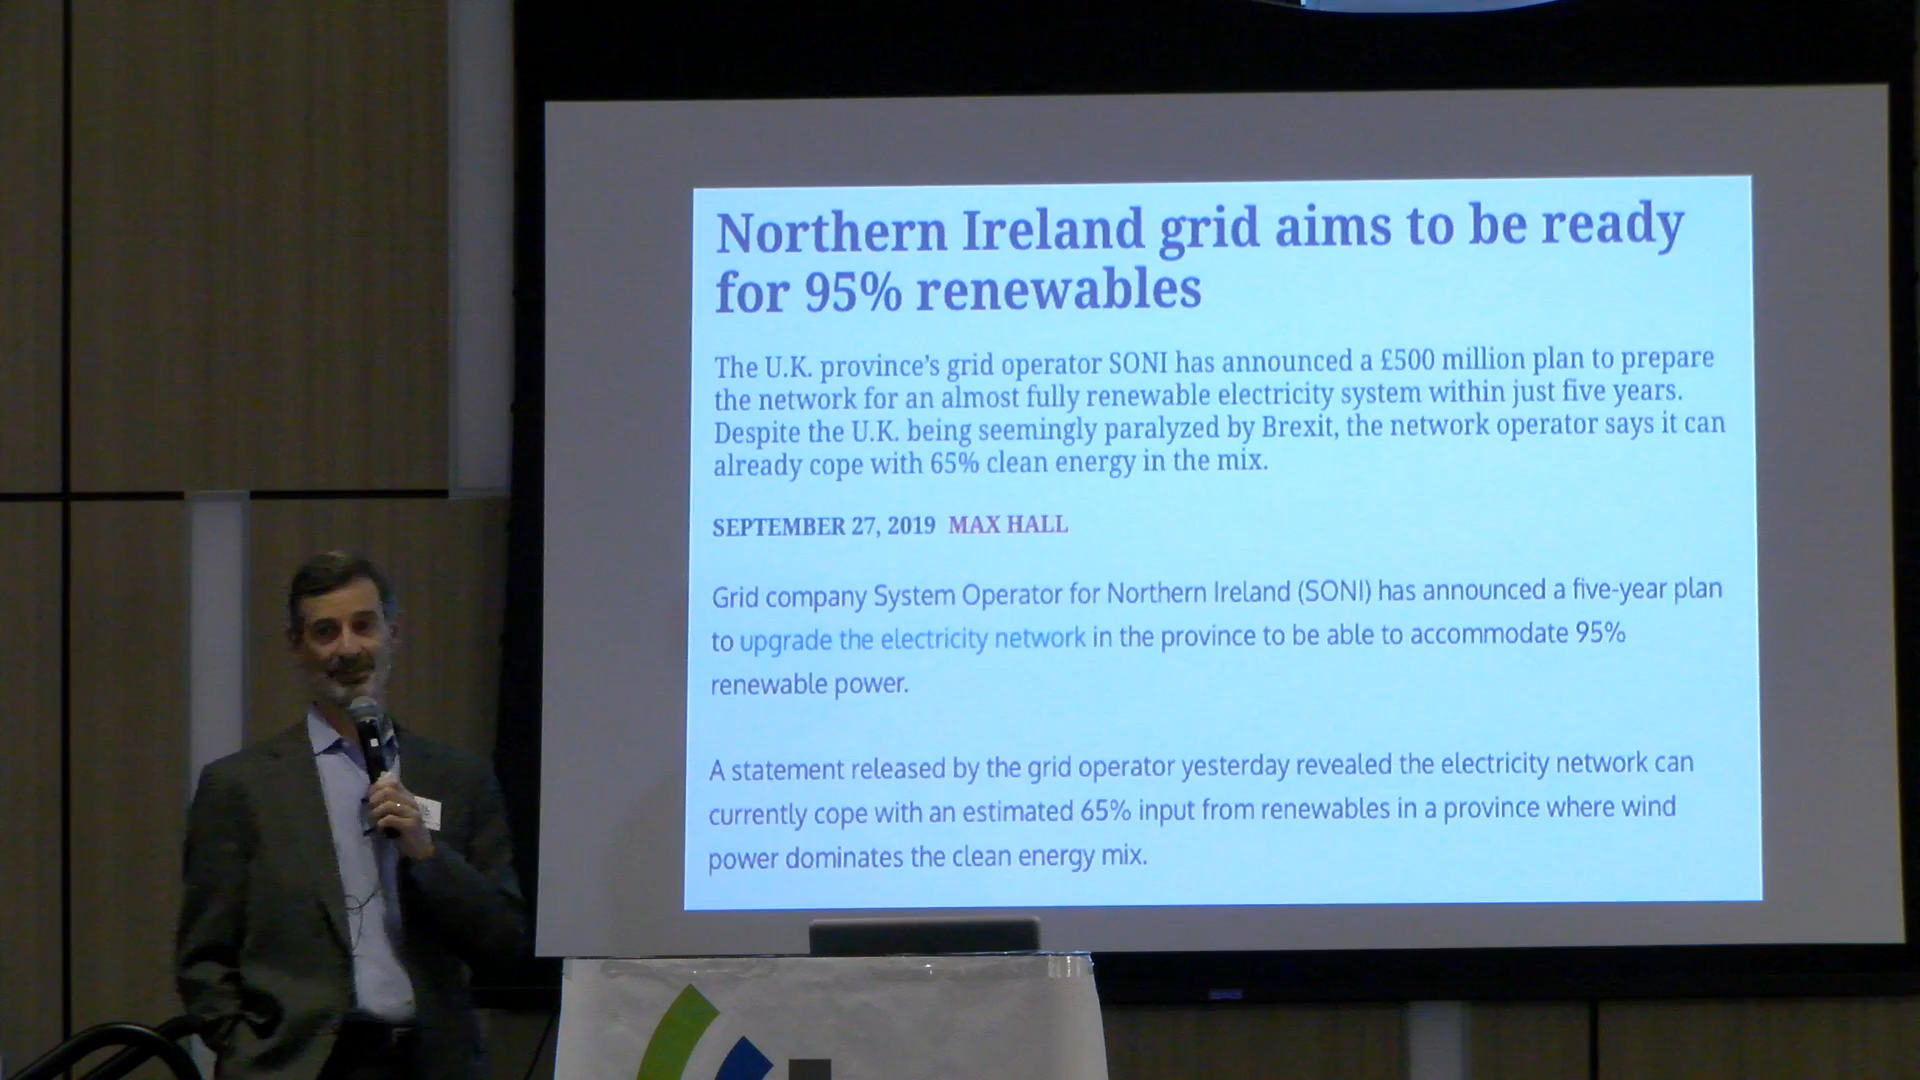 Northern Ireland grid aims to be ready
for 95% renewables
The U.K. province's grid operator SONI has announced a £500 million plan to prepare
the network for an almost fully renewable electricity system within just five years.
Despite the U.K. being seemingly paralyzed by Brexit, the network operator says it can
already cope with 65% clean energy in the mix.
SEPTEMBER 27, 2019 MAX HALL
Grid company System Operator for Northern Ireland (SONI) has announced a five-year plan
to upgrade the electricity network in the province to be able to accommodate 95%
renewable power.
A statement released by the grid operator yesterday revealed the electricity network can
currently cope with an estimated 65% input from renewables in a province where wind
power dominates the clean energy mix.